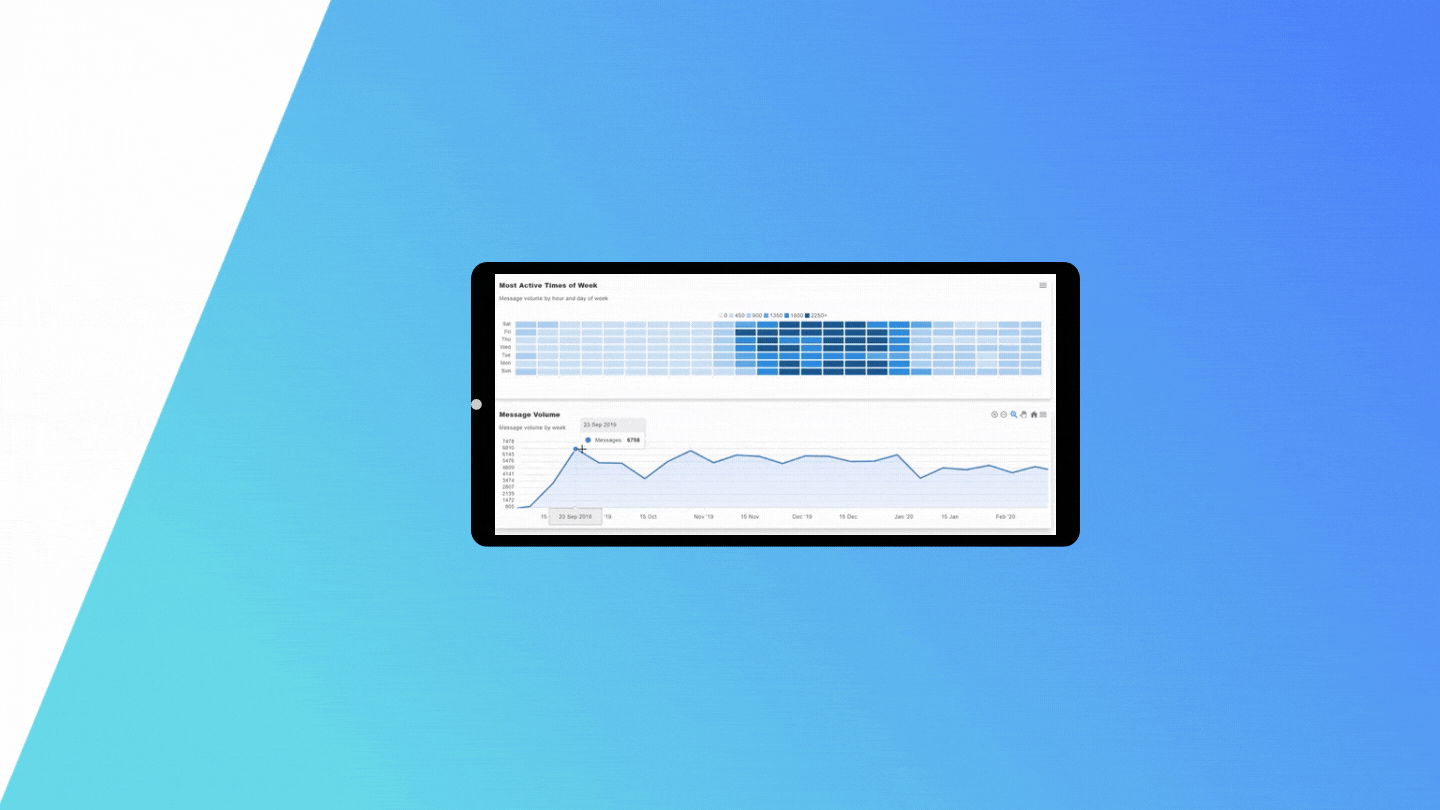 Most Active Times of Week
Message volume by hour and day of week
0 450 900 1350 1800 2250+
Sat
Fri
Thu
Wed
Tue
Mon
Sun
Message Volume
Message volume by week
23 Sep 2019
Messages: 6798
7478
6810
6143
5476
4809
4141
3474
2807
2139
1472
805
15 23 Sep 2019 '19 15 Oct Nov '19 15 Nov Dec '19 15 Dec Jan '20 15 Jan Feb '20